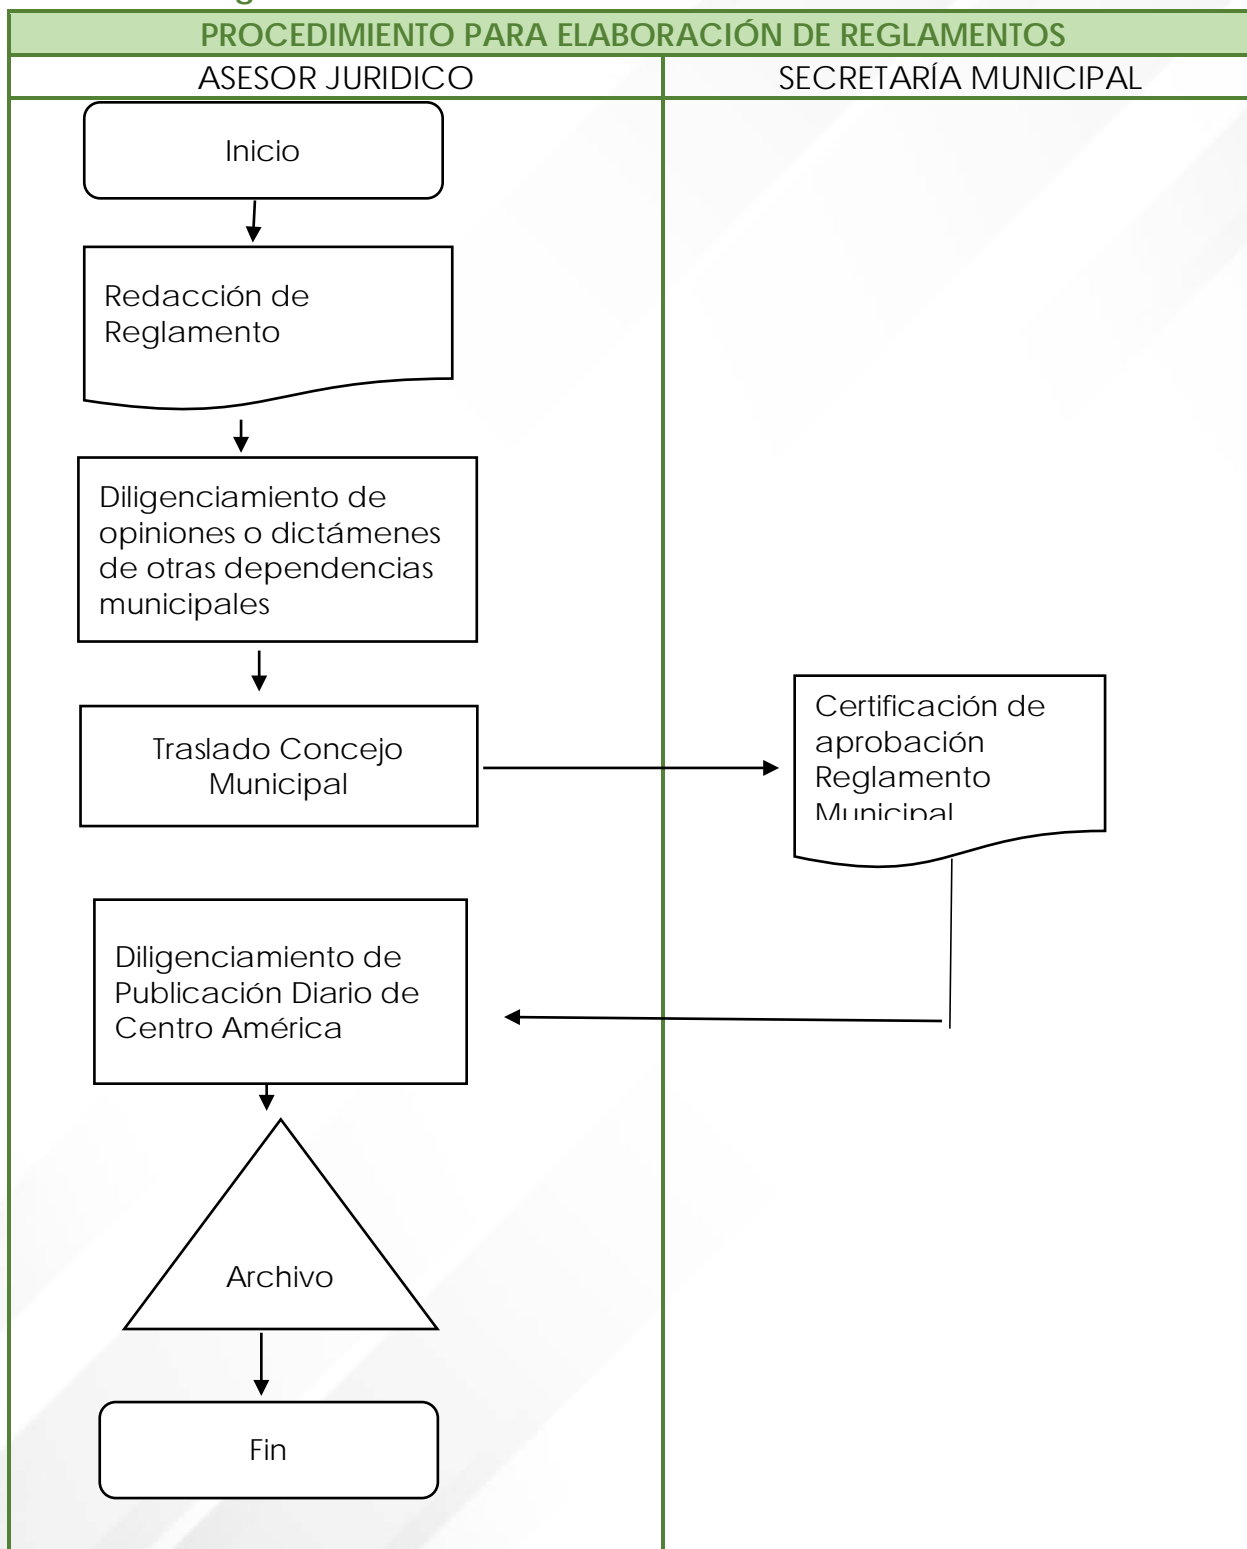 PROCEDIMIENTO PARA ELABORACIÓN DE REGLAMENTOS
ASESOR JURIDICO
SECRETARÍA MUNICIPAL
Inicio
Redacción de
Reglamento
Diligenciamiento de
opiniones o dictámenes
de otras dependencias
municipales
Traslado Concejo
Municipal
Certificación de
aprobación
Reglamento
Municipal
Diligenciamiento de
Publicación Diario de
Centro América
Archivo
Fin